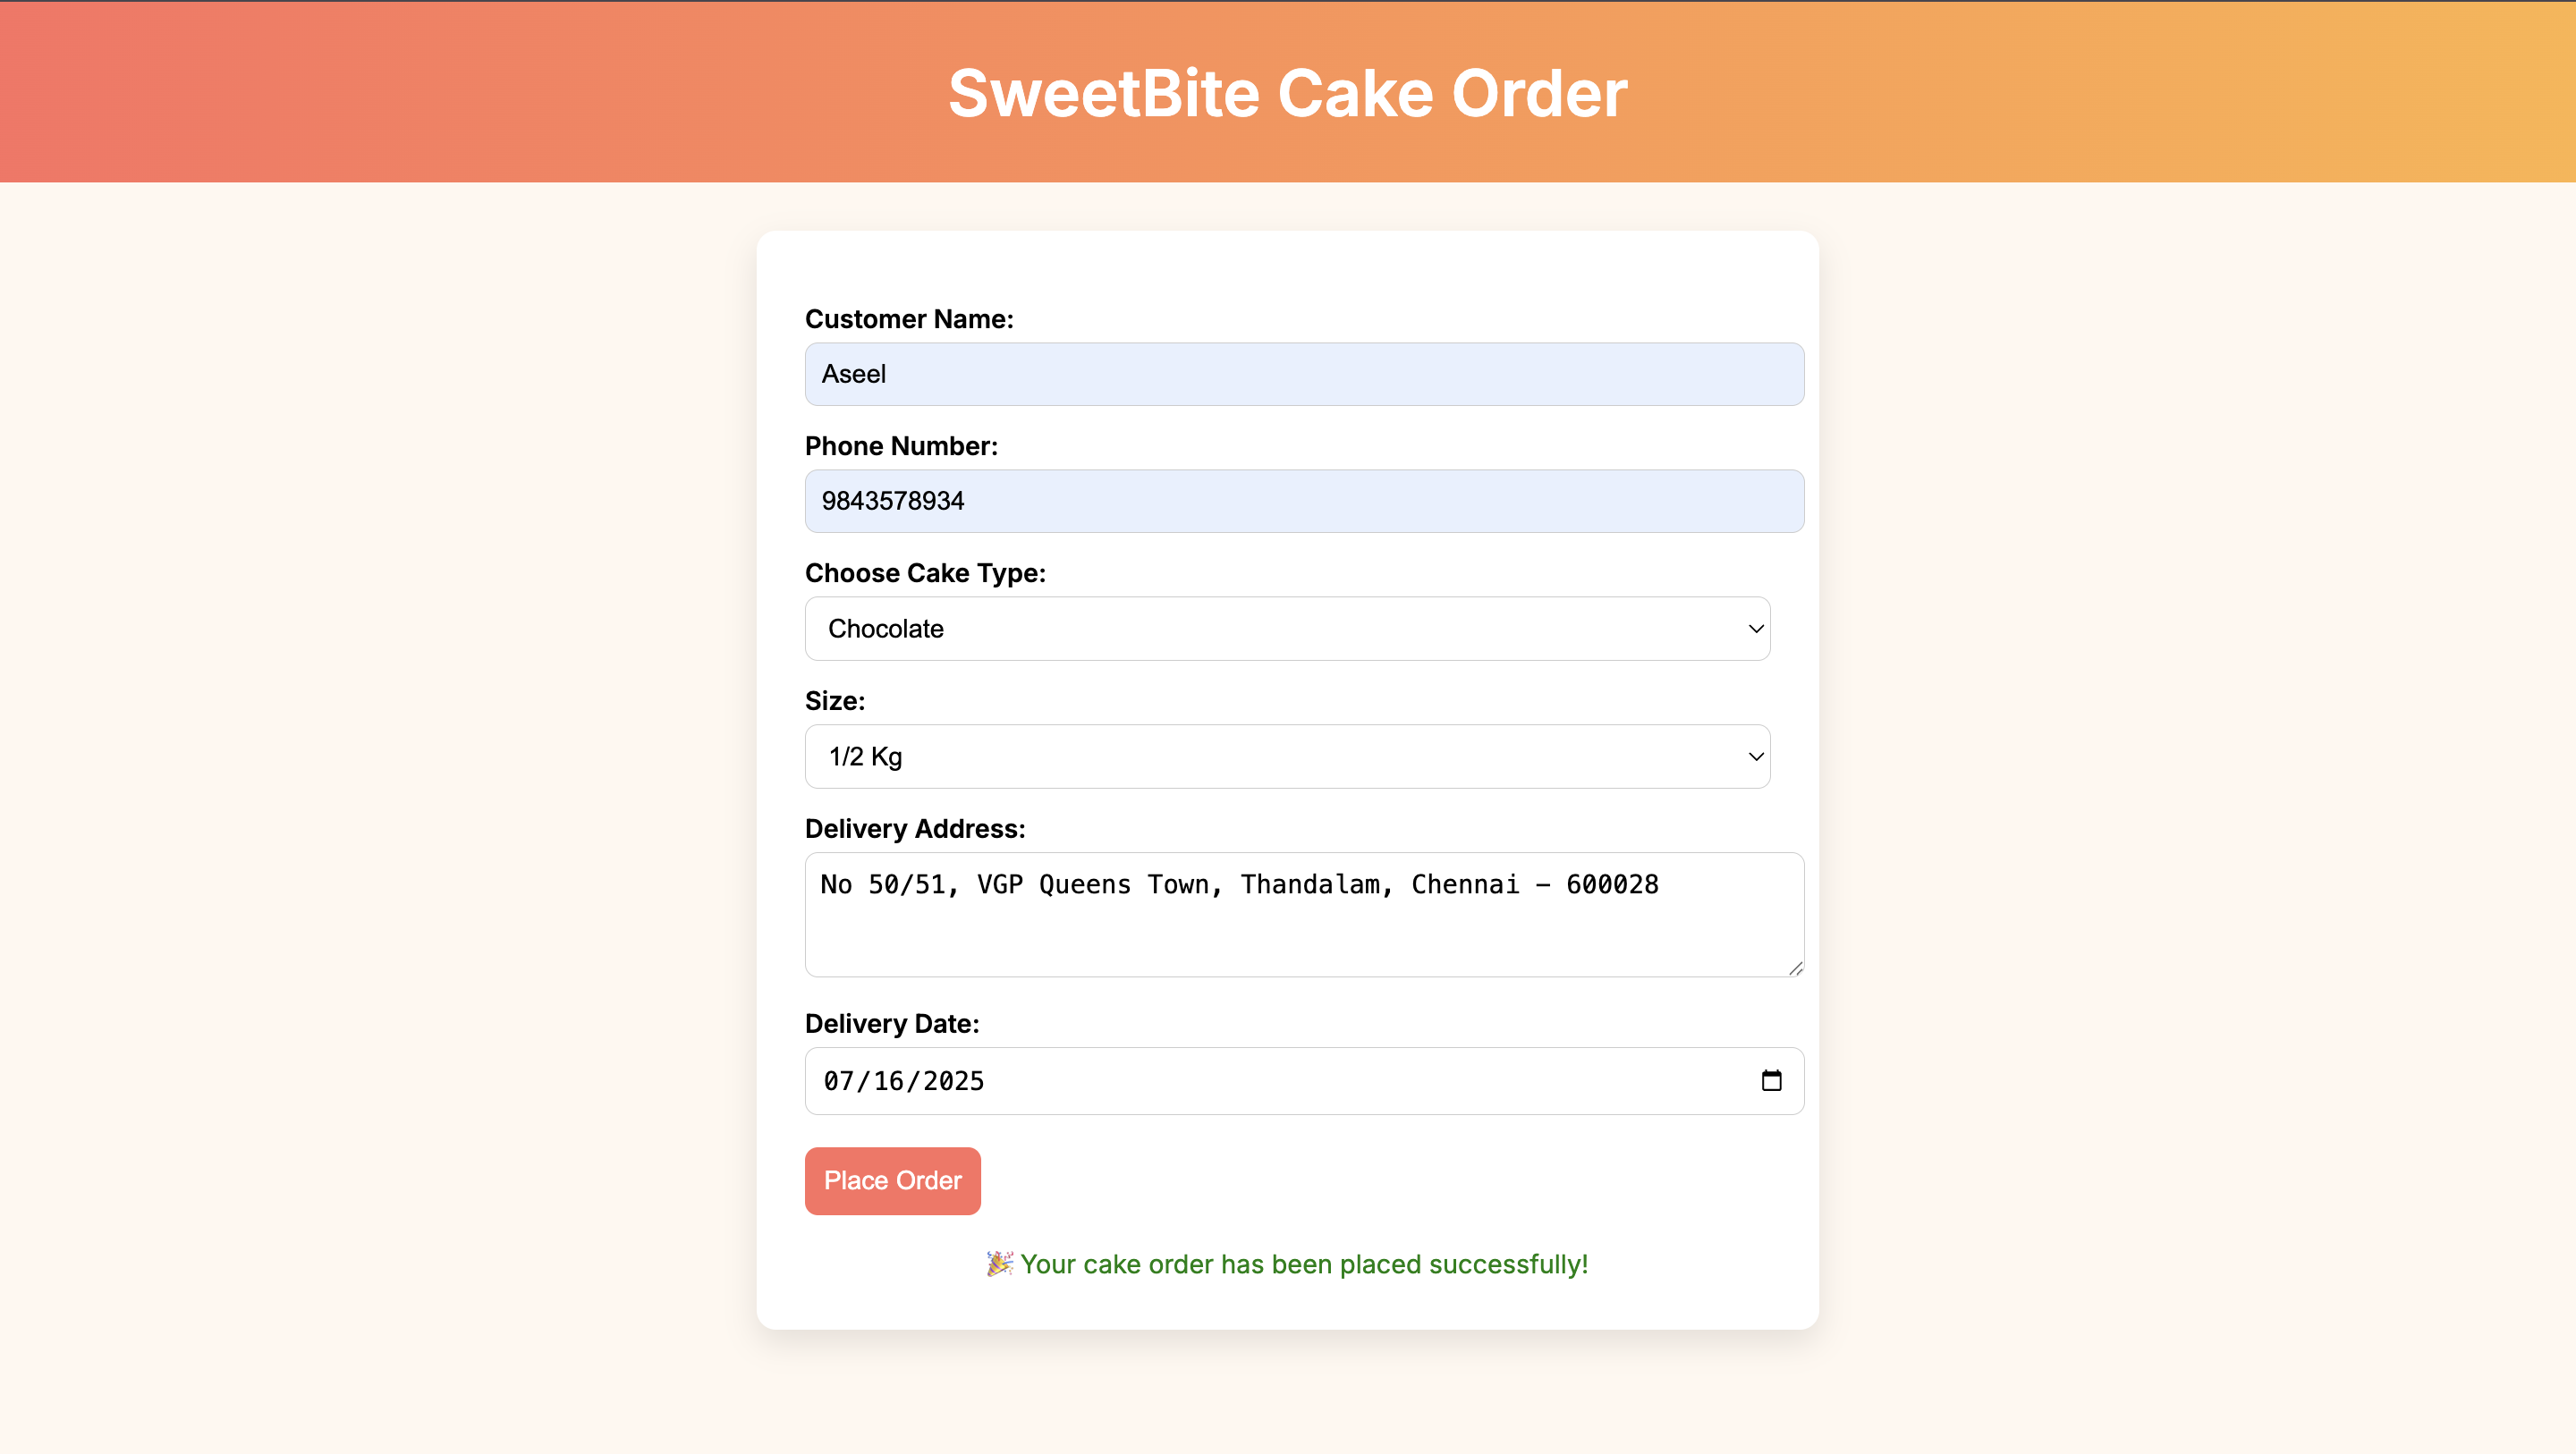 SweetBite Cake Order
Customer Name:
Aseel
Phone Number:
9843578934
Choose Cake Type:
Chocolate
Size:
1/2 Kg
Delivery Address:
No 50/51, VGP Queens Town, Thandalam, Chennai – 600028
Delivery Date:
07/16/2025
Place Order
🎉 Your cake order has been placed successfully!